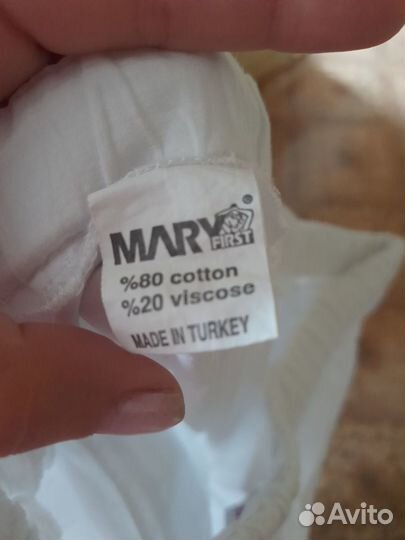 MARY
FIRST
®
%80 cotton
%20 viscose
MADE IN TURKEY
Avito